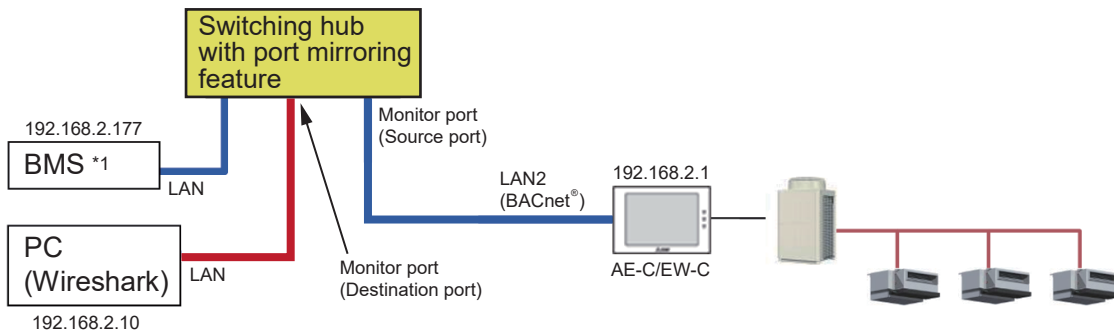 Switching hub
with port mirroring
feature
Monitor port
(Source port)
192.168.2.177
BMS *1
LAN
LAN2
(BACnet®)
192.168.2.1
AE-C/EW-C
PC
(Wireshark)
LAN
192.168.2.10
Monitor port
(Destination port)